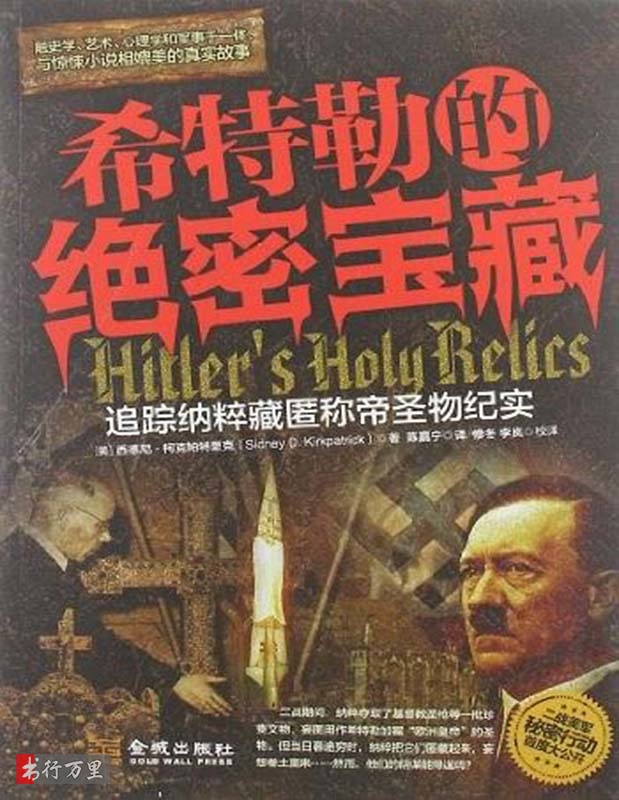 融史学、艺术、心理学和军事于一体、
与惊悚小说相媲美的真实故事
希特勒的
绝密宝藏
Hitler's Holy Relics
追踪纳粹藏匿称帝圣物纪实
[美]西德尼·柯克帕特里克（Sidney D. Kirkpatrick）◎著 陈嘉宁◎译 修冬 李岚◎校译
二战期间，纳粹夺取了基督教圣枪等一批珍
贵文物，妄图用作希特勒加冕“欧洲皇帝”的圣
物。但当日暮途穷时，纳粹把它们匿藏起来，妄
想卷土重来……然而，他们的阴谋能得逞吗？
二战美军
秘密行动
首度大公开
金城出版社
GOLD WALL PRESS
书行万里